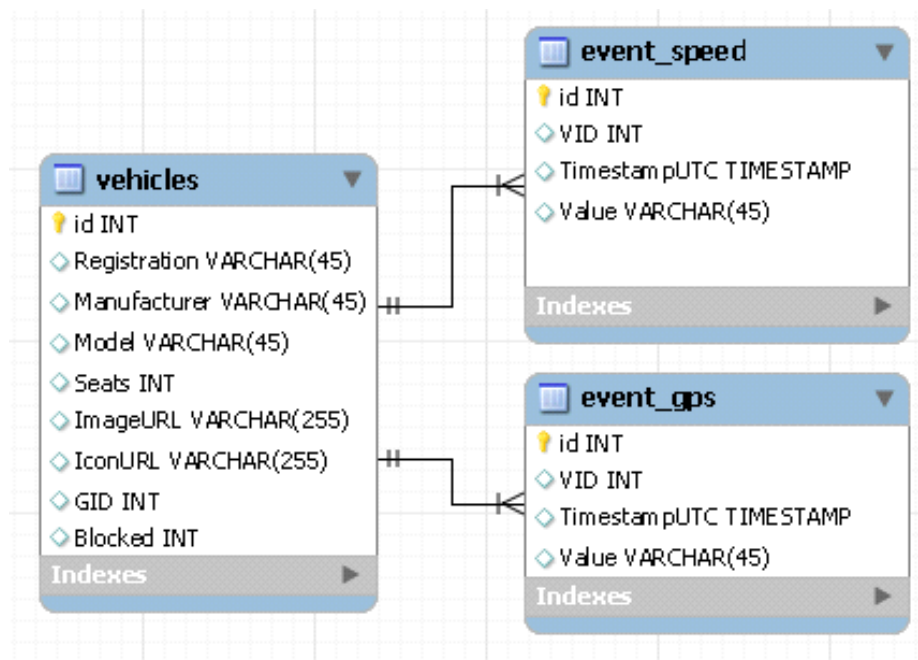 vehicles
id INT
Registration VARCHAR(45)
Manufacturer VARCHAR(45)
Model VARCHAR(45)
Seats INT
ImageURL VARCHAR(255)
IconURL VARCHAR(255)
GID INT
Blocked INT
Indexes
event_speed
id INT
VID INT
TimestampUTC TIMESTAMP
Value VARCHAR(45)
Indexes
event_gps
id INT
VID INT
TimestampUTC TIMESTAMP
Value VARCHAR(45)
Indexes